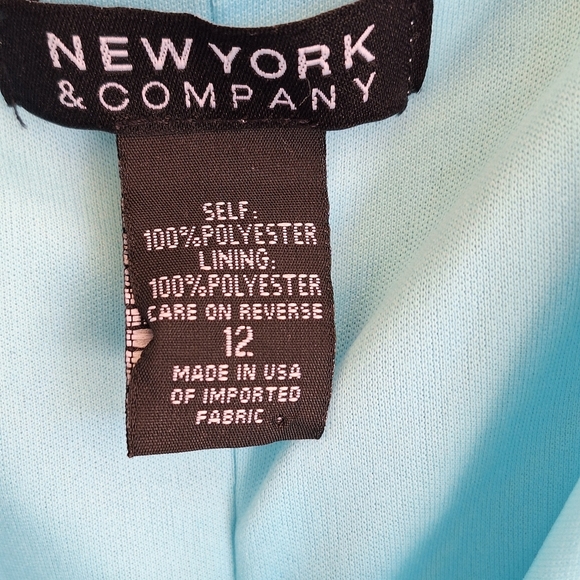 NEW YORK
& COMPANY
SELF:
100%POLYESTER
LINING:
100%POLYESTER
CARE ON REVERSE
12
MADE IN USA
OF IMPORTED
FABRIC